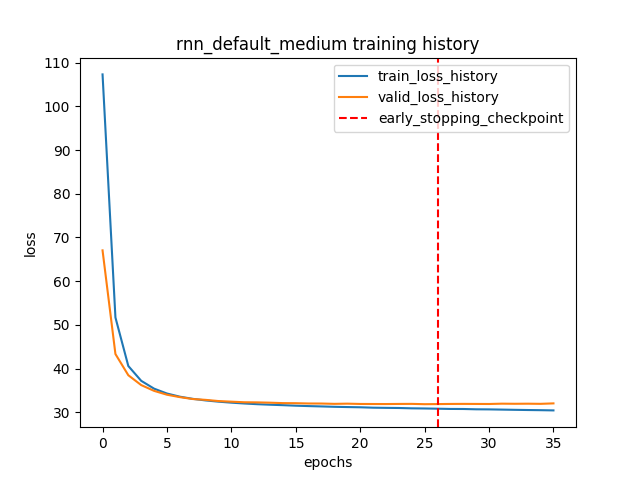 rnn_default_medium training history
train_loss_history
valid_loss_history
early_stopping_checkpoint
110
100
90
80
70
60
50
40
30
loss
0 5 10 15 20 25 30 35
epochs